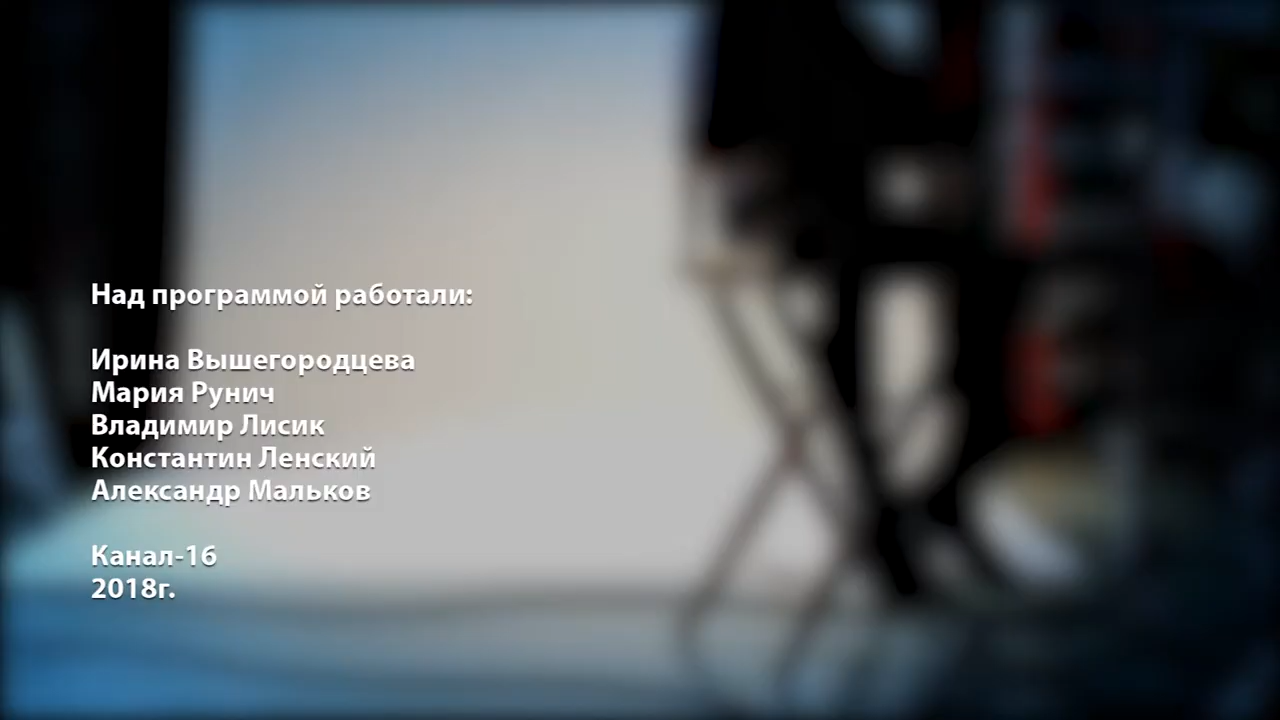 Над программой работали:
Ирина Вышегородцева
Мария Рунич
Владимир Лисик
Константин Ленский
Александр Мальков
Канал-16
2018г.